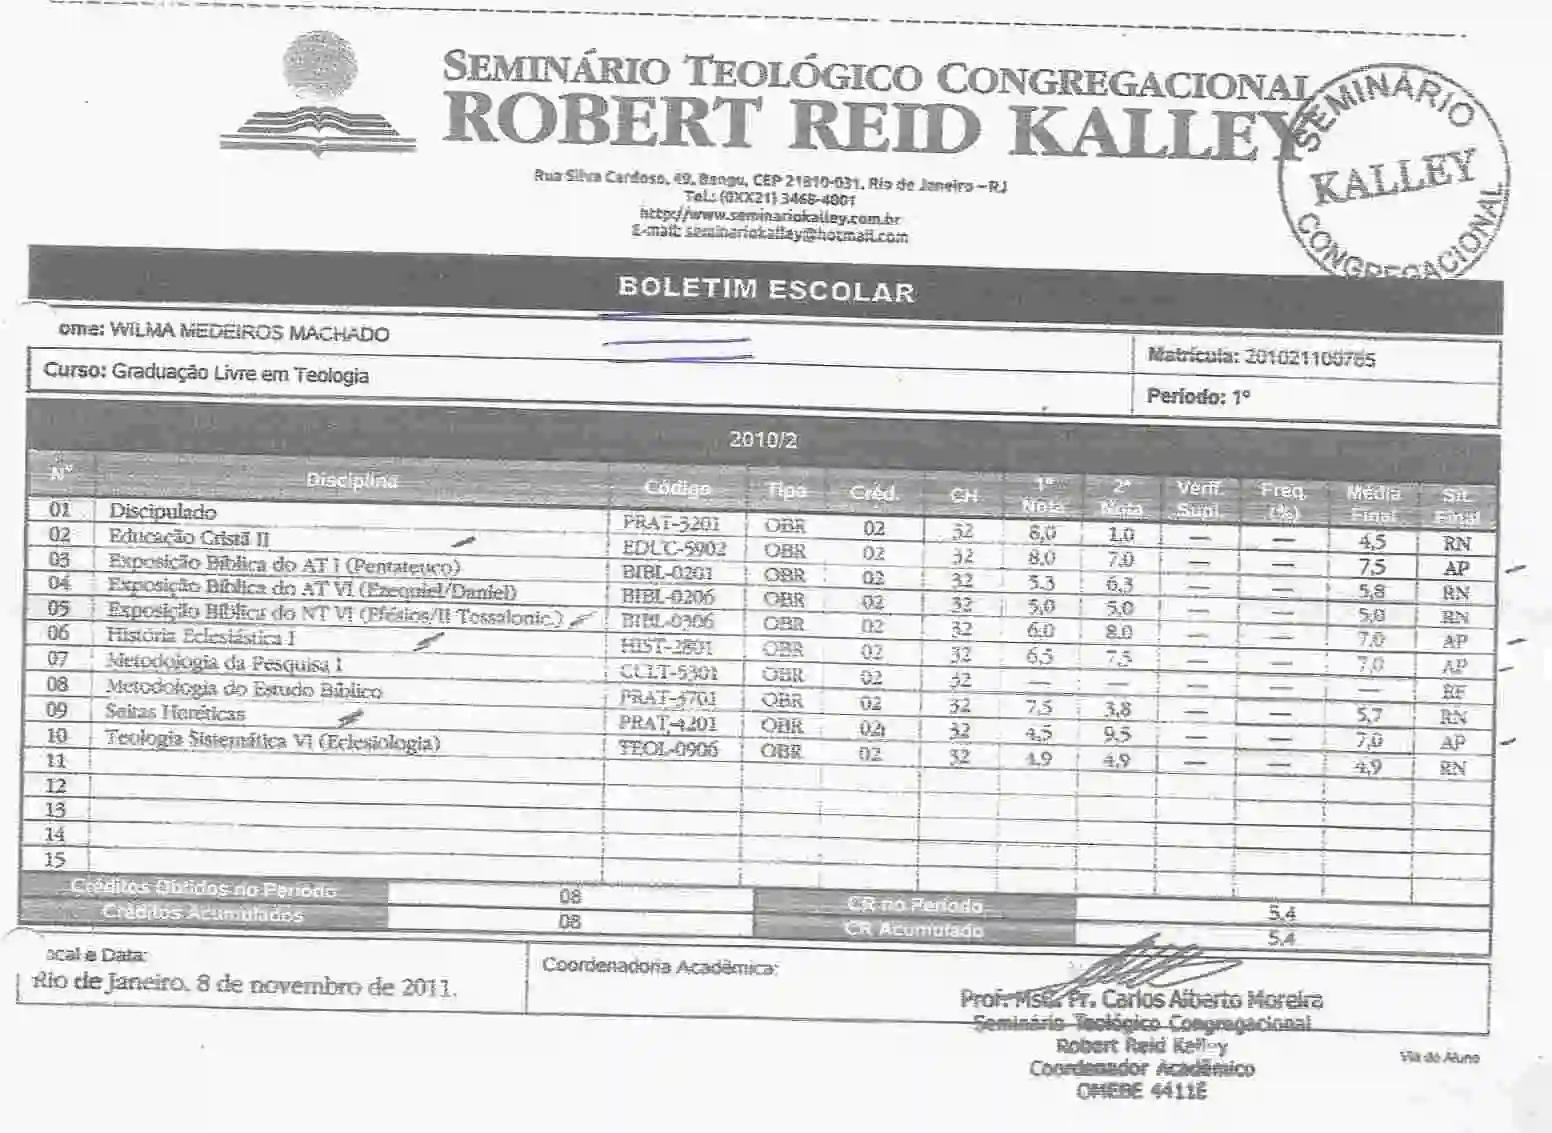 SEMINÁRIO TEOLÓGICO CONGREGACIONAL
ROBERT REID KALLEY
SEMINÁRIO
KALLEY
CONGREGACIONAL
Rua Silva Cardoso, 49, Bangu, CEP 21810-031, Rio de Janeiro – RJ
Tel.: (0XX21) 3468-4001
http://www.seminariokalley.com.br
E-mail: seminariokalley@hotmail.com
BOLETIM ESCOLAR
ome: WILMA MEDEIROS MACHADO
Matrícula: 201021100765
Curso: Graduação Livre em Teologia
Período: 1º
2010/2
Nº Disciplina Código Tipo Créd. CH 1ª Nota 2ª Nota Verif. Supl. Freq. (%) Média Final Sit. Final
01 Discipulado PRAT-3201 OBR 02 32 8,0 1,0 — — 4,5 RN
02 Educação Cristã II EDUC-5902 OBR 02 32 8,0 7,0 — — 7,5 AP
03 Exposição Bíblica do AT I (Pentateuco) BIBL-0201 OBR 02 32 5,3 6,3 — — 5,8 RN
04 Exposição Bíblica do AT VI (Ezequiel/Daniel) BIBL-0206 OBR 02 32 5,0 5,0 — — 5,0 RN
05 Exposição Bíblica do NT VI (Efésios/II Tessalonic.) BIBL-0306 OBR 02 32 6,0 8,0 — — 7,0 AP
06 História Eclesiástica I HIST-2801 OBR 02 32 6,5 7,5 — — 7,0 AP
07 Metodologia da Pesquisa I CULT-5301 OBR 02 32 — — — — — RF
08 Metodologia do Estudo Bíblico PRAT-3701 OBR 02 32 7,5 3,8 — — 5,7 RN
09 Seitas Heréticas PRAT-4201 OBR 02 32 4,5 9,5 — — 7,0 AP
10 Teologia Sistemática VI (Eclesiologia) TEOL-0906 OBR 02 32 4,9 4,9 — — 4,9 RN
11
12
13
14
15
Créditos Obtidos no Período 08 CR no Período 5,4
Créditos Acumulados 08 CR Acumulado 5,4
ocal e Data:
Rio de Janeiro, 8 de novembro de 2011.
Coordenadoria Acadêmica:
Prof. Msc. Pr. Carlos Alberto Moreira
Seminário Teológico Congregacional
Robert Reid Kalley
Coordenador Acadêmico
OMEBE 4411E
Via do Aluno